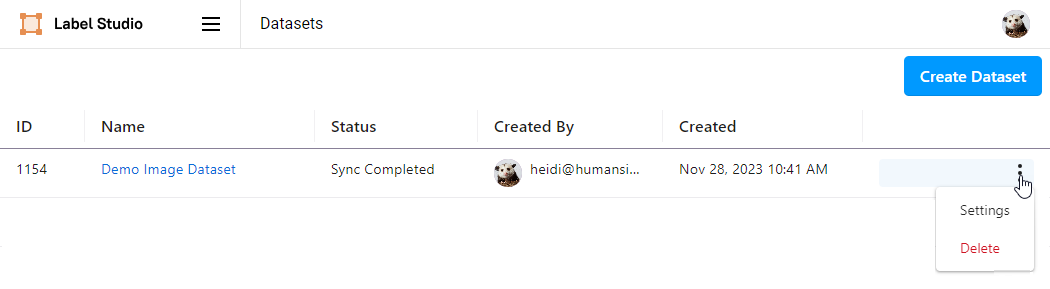 Label Studio Datasets
Create Dataset
ID Name Status Created By Created
1154 Demo Image Dataset Sync Completed heidi@humansi... Nov 28, 2023 10:41 AM
Settings
Delete